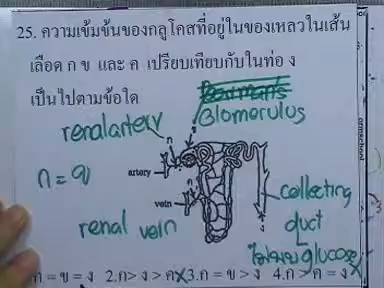 25. ความเข้มข้นของกลูโคสที่อยู่ในของเหลวในเส้น
เลือด ก ข และ ค เปรียบเทียบกับในท่อ ง
เป็นไปตามข้อใด
renal artery
Glomerulus
artery
ก = ข
vein
renal vein
collecting
duct
ไม่พบ glucose
ก = ข = ง 2.ก> ง > ค x 3.ก = ข > ง 4.ก > ค = ง x